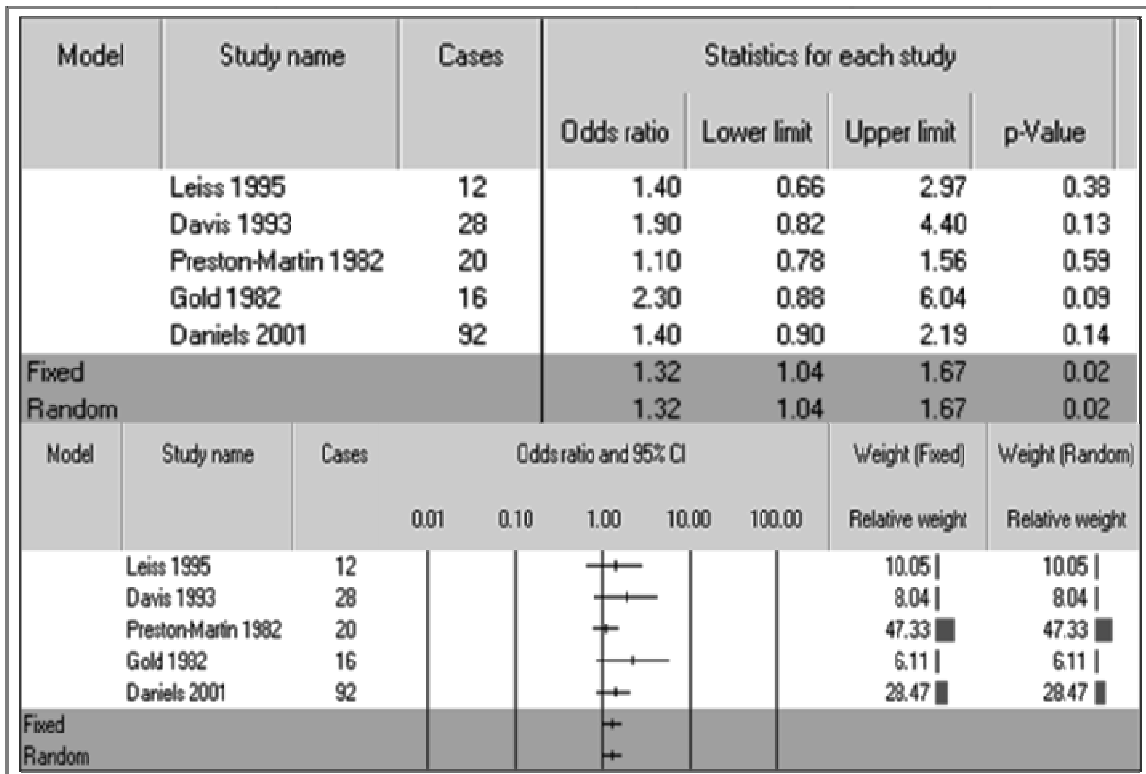 Model Study name Cases Statistics for each study
Odds ratio Lower limit Upper limit p-Value
Leiss 1995 12 1.40 0.66 2.97 0.38
Davis 1993 28 1.90 0.82 4.40 0.13
Preston-Martin 1982 20 1.10 0.78 1.56 0.59
Gold 1982 16 2.30 0.88 6.04 0.09
Daniels 2001 92 1.40 0.90 2.19 0.14
Fixed 1.32 1.04 1.67 0.02
Random 1.32 1.04 1.67 0.02
Model Study name Cases Odds ratio and 95% CI Weight (Fixed) Weight (Random)
0.01 0.10 1.00 10.00 100.00 Relative weight Relative weight
Leiss 1995 12 10.05 10.05
Davis 1993 28 8.04 8.04
Preston-Martin 1982 20 47.33 47.33
Gold 1982 16 6.11 6.11
Daniels 2001 92 28.47 28.47
Fixed
Random